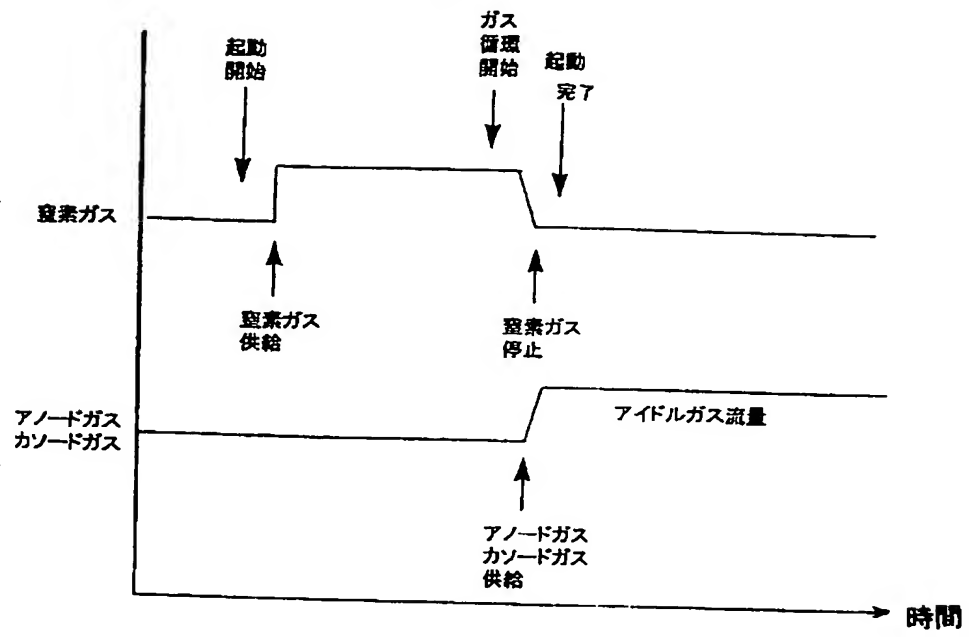 ガス
循環
開始
起動
開始
起動
完了
窒素ガス
窒素ガス
供給
窒素ガス
停止
アノードガス
カソードガス
アイドルガス流量
アノードガス
カソードガス
供給
時間